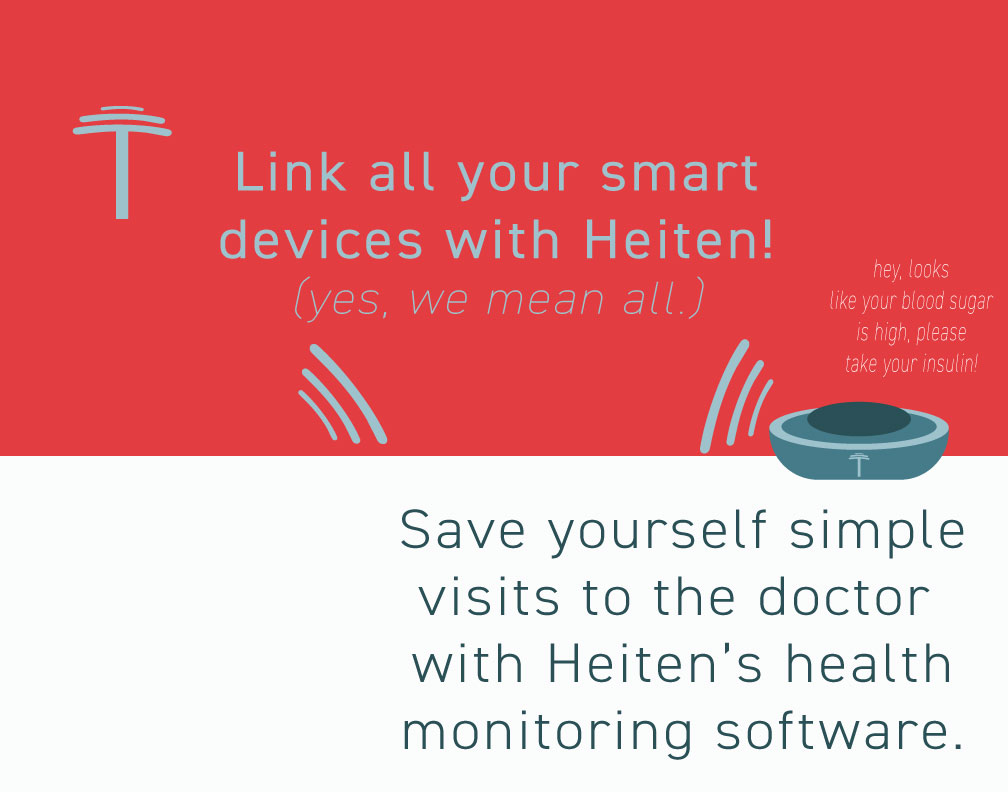 Link all your smart
devices with Heiten!
(yes, we mean all.)
hey, looks
like your blood sugar
is high, please
take your insulin!
Save yourself simple
visits to the doctor
with Heiten’s health
monitoring software.